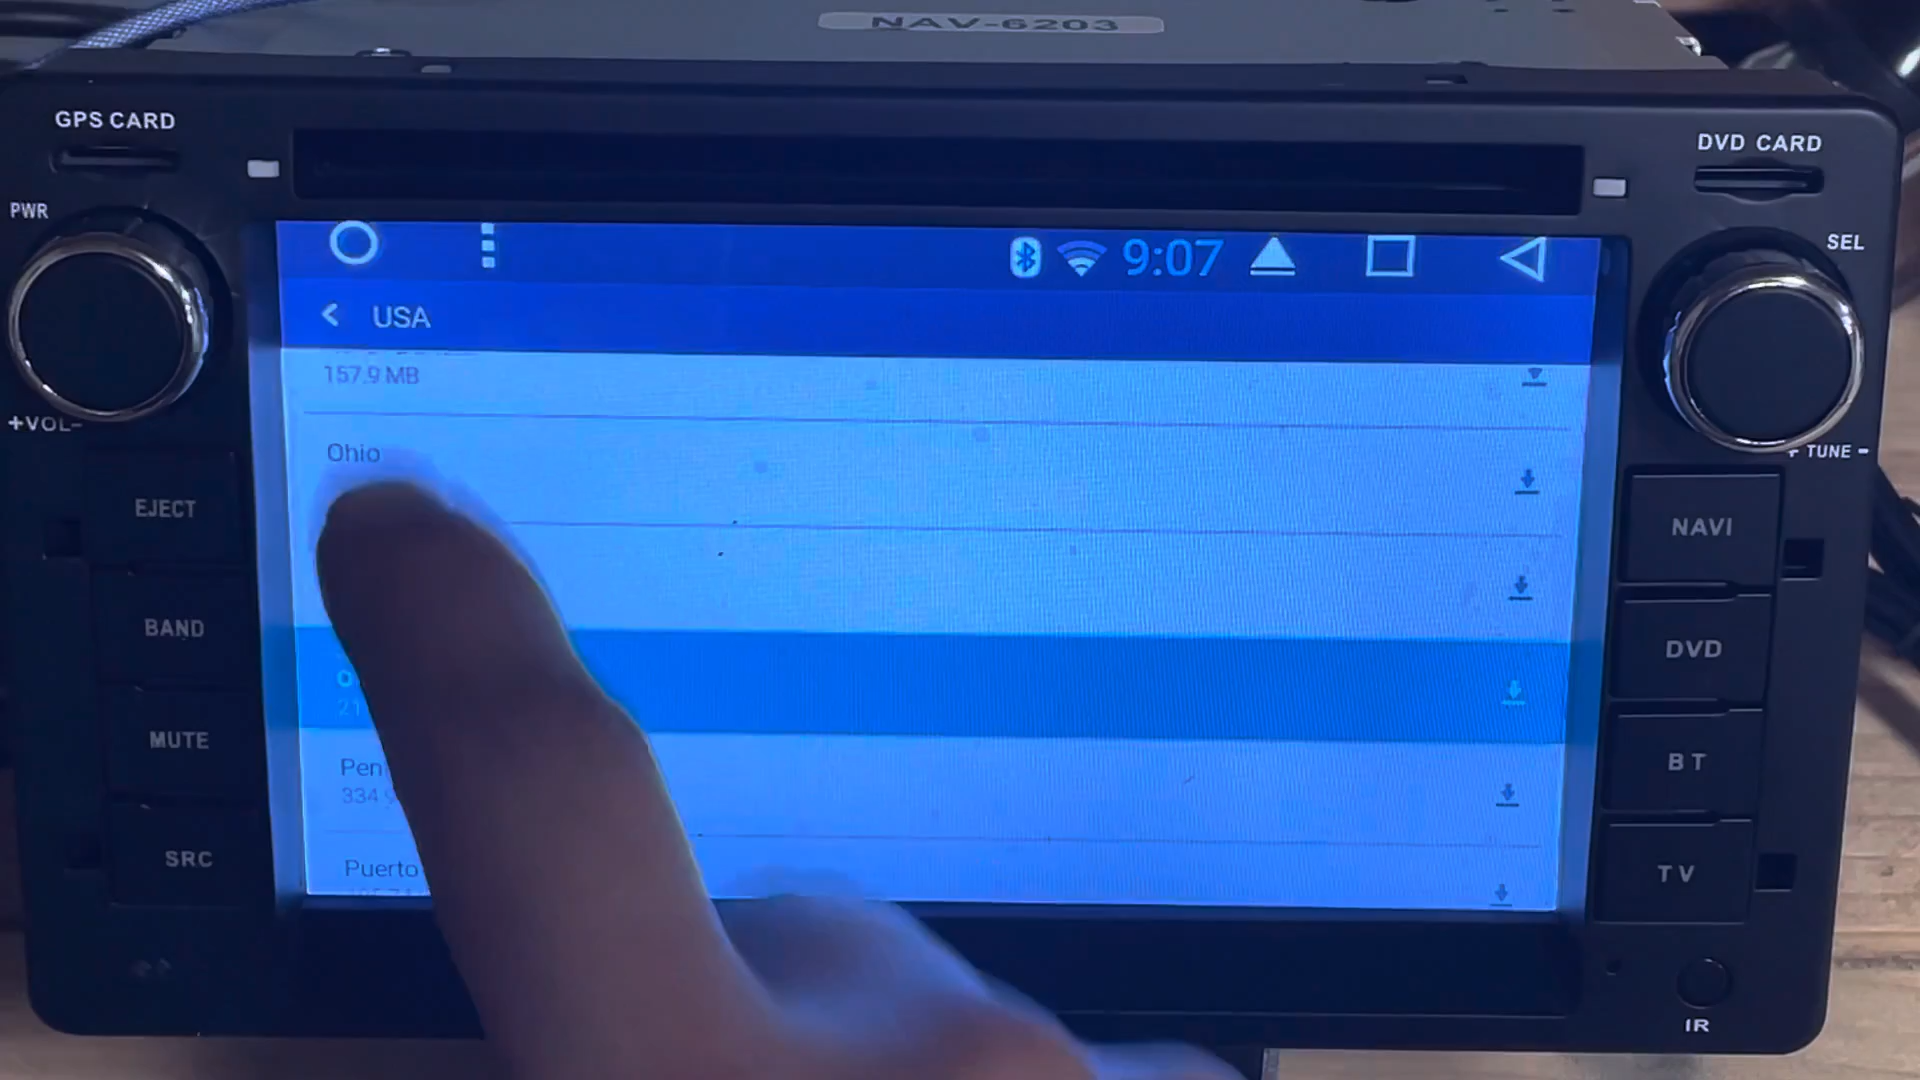 NAV-6203
GPS CARD
DVD CARD
PWR
SEL
9:07
USA
157.9 MB
+VOL-
Ohio
+ TUNE -
EJECT
NAVI
BAND
DVD
MUTE
BT
SRC
TV
Puerto
IR